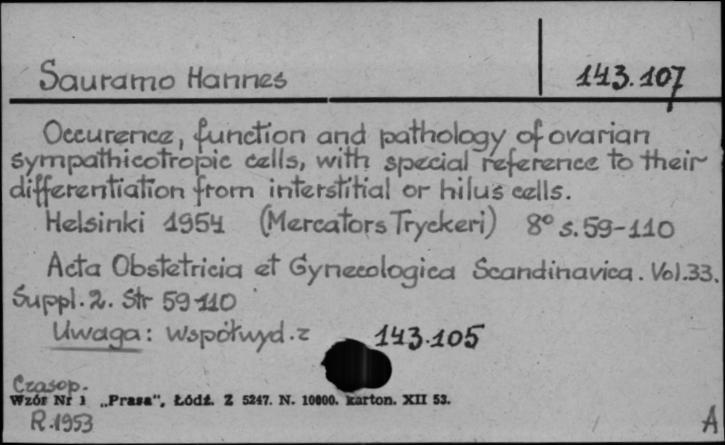 Sauramo Hannes 143.107
Occurence, function and pathology of ovarian
sympathicotropic cells, with special reference to their
differentiation from interstitial or hilus cells.
Helsinki 1954 (Mercators Tryckeri) 8° s. 59-110
Acta Obstetricia et Gynecologica Scandinavica. Vol. 33.
Suppl. 2. Str 59-110
Uwaga: Współwyd. z 143.105
Czasop.
Wzór Nr 1 „Prasa", Łódź. Z 5247. N. 10000. karton. XII 53.
R.1953 A